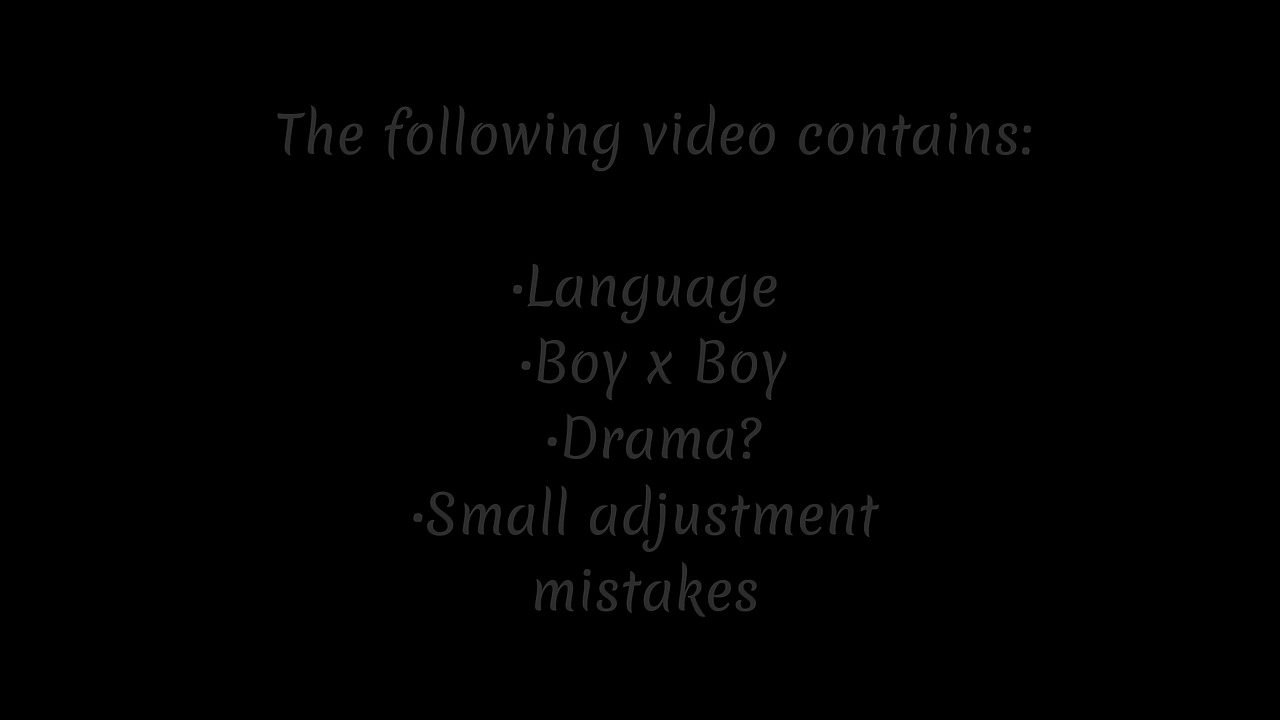 The following video contains:
•Language
•Boy x Boy
•Drama?
•Small adjustment
mistakes